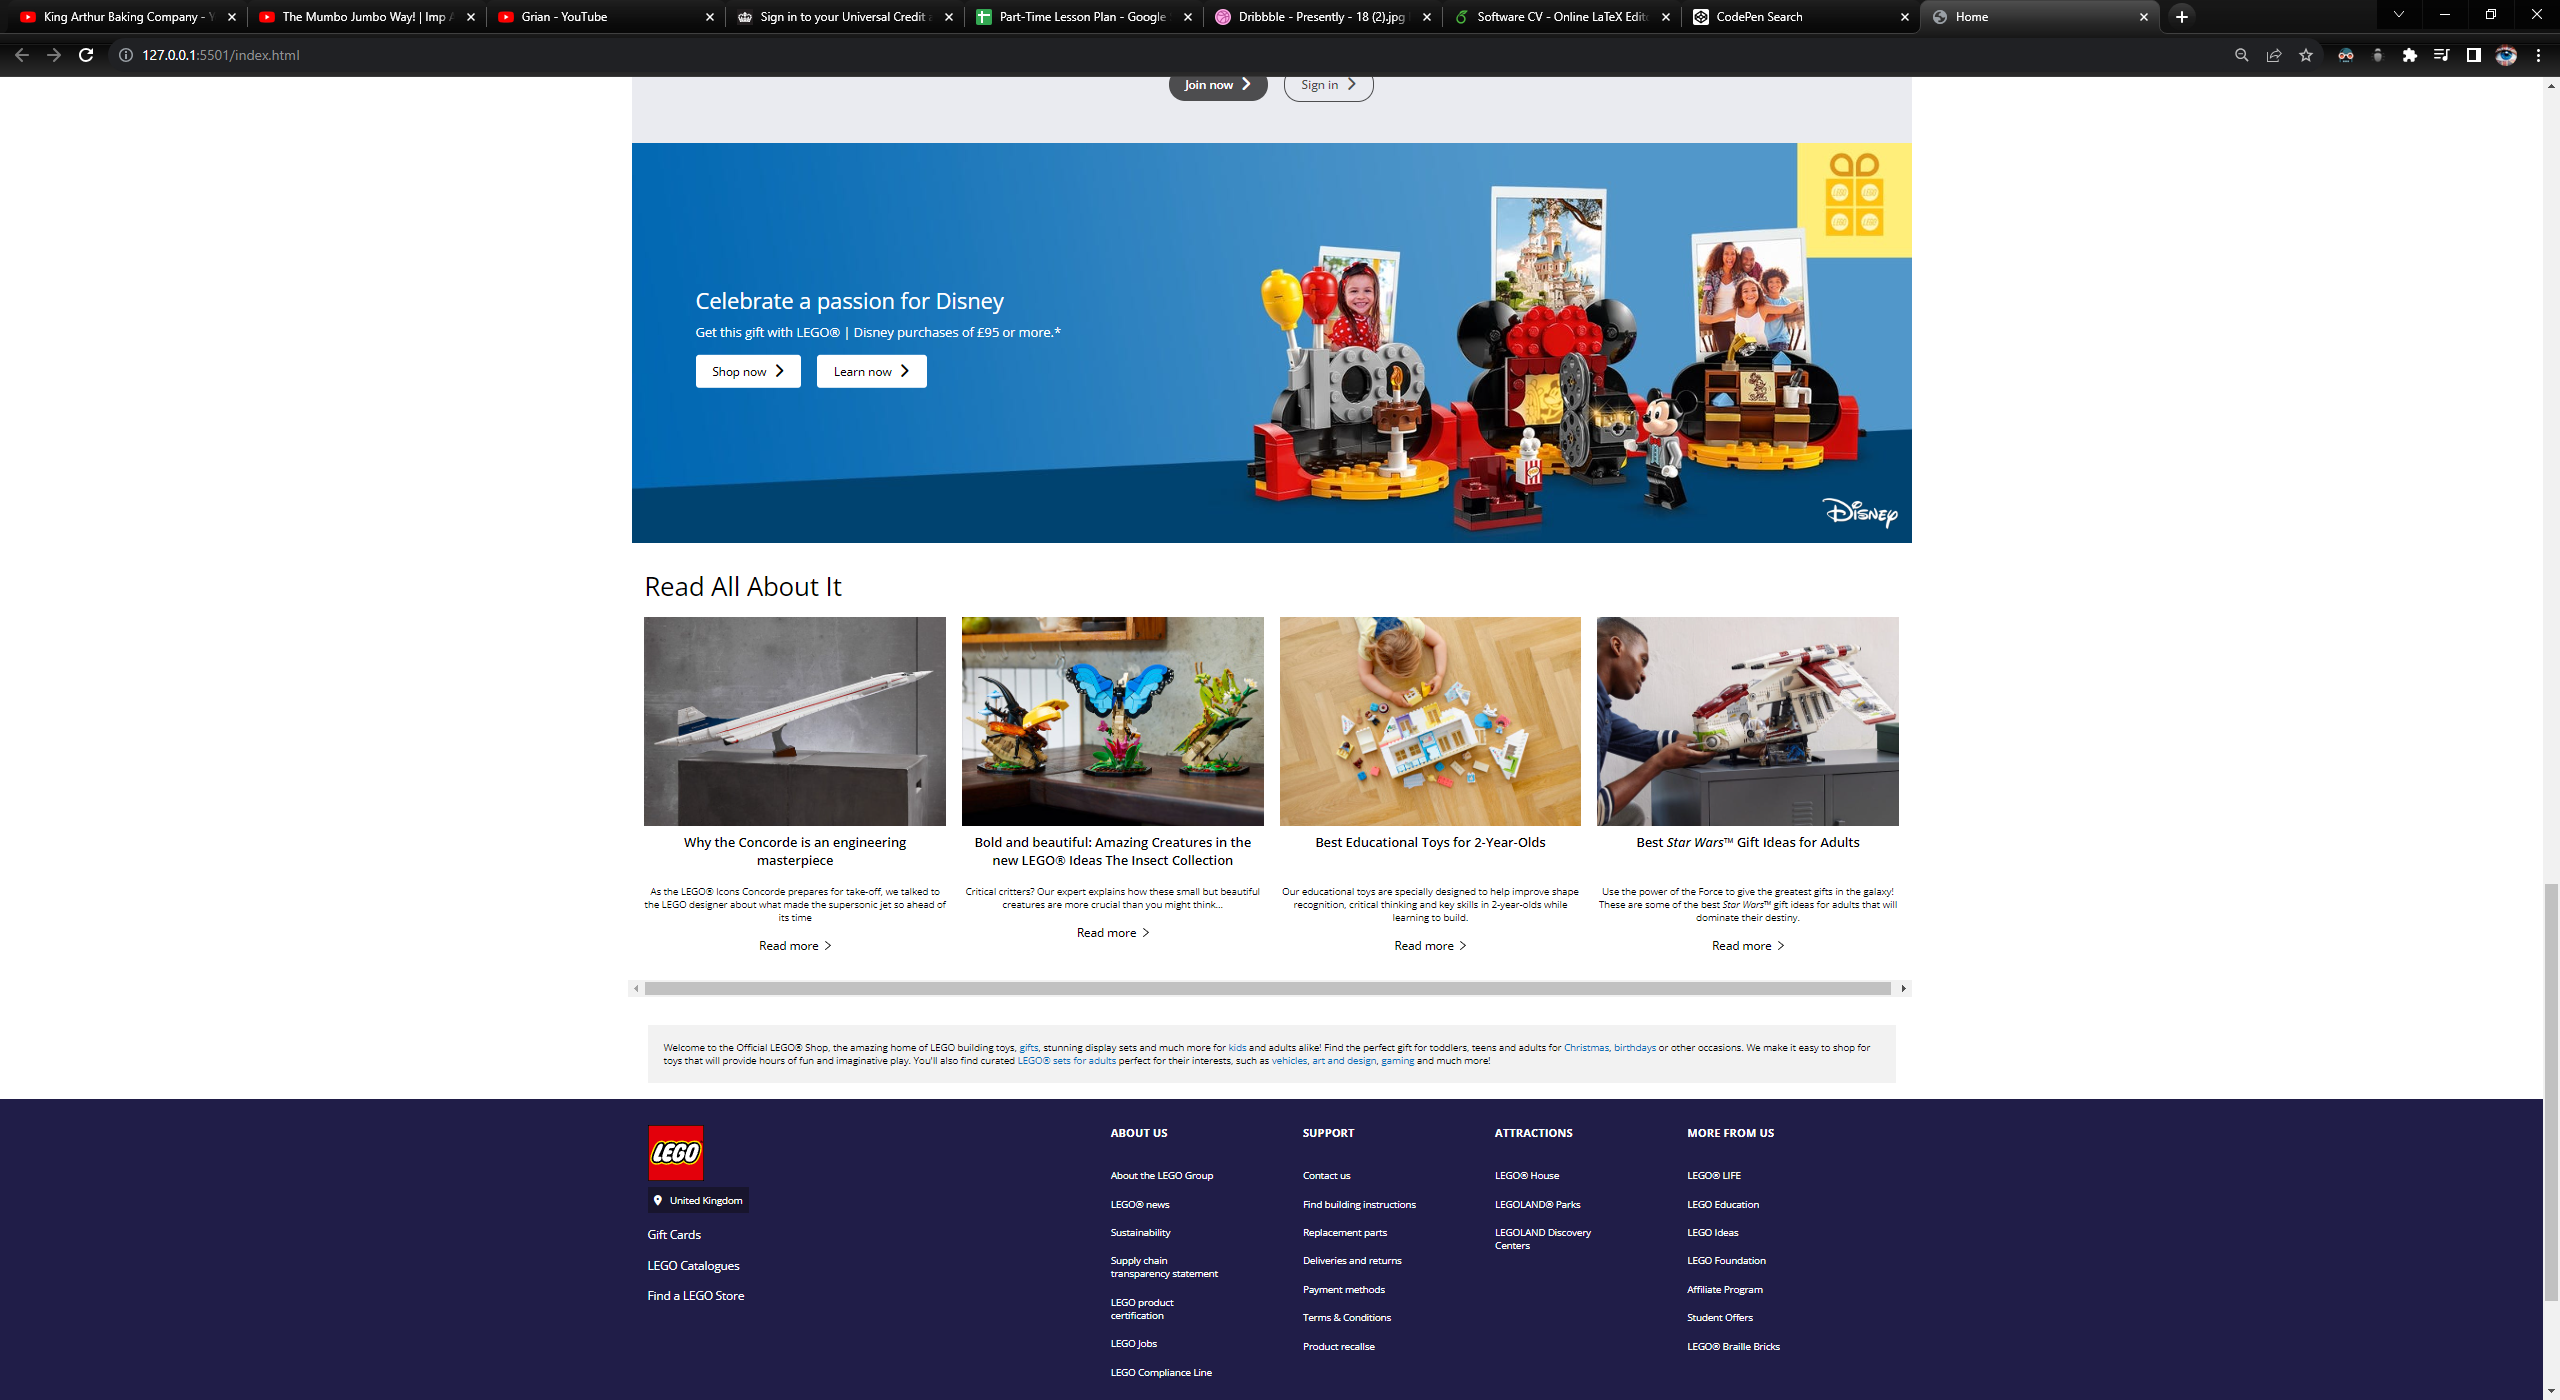 King Arthur Baking Company - Y
The Mumbo Jumbo Way! | Imp A
Grian - YouTube
Sign in to your Universal Credit a
Part-Time Lesson Plan - Google
Dribbble - Presently - 18 (2).jpg
Software CV - Online LaTeX Edit
CodePen Search
Home
127.0.0.1:5501/index.html
Join now
Sign in
LEGO LEGO
LEGO LEGO
Celebrate a passion for Disney
Get this gift with LEGO® | Disney purchases of £95 or more.*
Shop now
Learn now
100
Disney
Read All About It
Why the Concorde is an engineering
masterpiece
As the LEGO® Icons Concorde prepares for take-off, we talked to
the LEGO designer about what made the supersonic jet so ahead of
its time
Read more
Bold and beautiful: Amazing Creatures in the
new LEGO® Ideas The Insect Collection
Critical critters? Our expert explains how these small but beautiful
creatures are more crucial than you might think...
Read more
Best Educational Toys for 2-Year-Olds
Our educational toys are specially designed to help improve shape
recognition, critical thinking and key skills in 2-year-olds while
learning to build.
Read more
Best Star Wars™ Gift Ideas for Adults
Use the power of the Force to give the greatest gifts in the galaxy!
These are some of the best Star Wars™ gift ideas for adults that will
dominate their destiny.
Read more
Welcome to the Official LEGO® Shop, the amazing home of LEGO building toys, gifts, stunning display sets and much more for kids and adults alike! Find the perfect gift for toddlers, teens and adults for Christmas, birthdays or other occasions. We make it easy to shop for
toys that will provide hours of fun and imaginative play. You'll also find curated LEGO® sets for adults perfect for their interests, such as vehicles, art and design, gaming and much more!
LEGO
United Kingdom
Gift Cards
LEGO Catalogues
Find a LEGO Store
ABOUT US
About the LEGO Group
LEGO® news
Sustainability
Supply chain
transparency statement
LEGO product
certification
LEGO Jobs
LEGO Compliance Line
SUPPORT
Contact us
Find building instructions
Replacement parts
Deliveries and returns
Payment methods
Terms & Conditions
Product recallse
ATTRACTIONS
LEGO® House
LEGOLAND® Parks
LEGOLAND Discovery
Centers
MORE FROM US
LEGO® LIFE
LEGO Education
LEGO Ideas
LEGO Foundation
Affiliate Program
Student Offers
LEGO® Braille Bricks